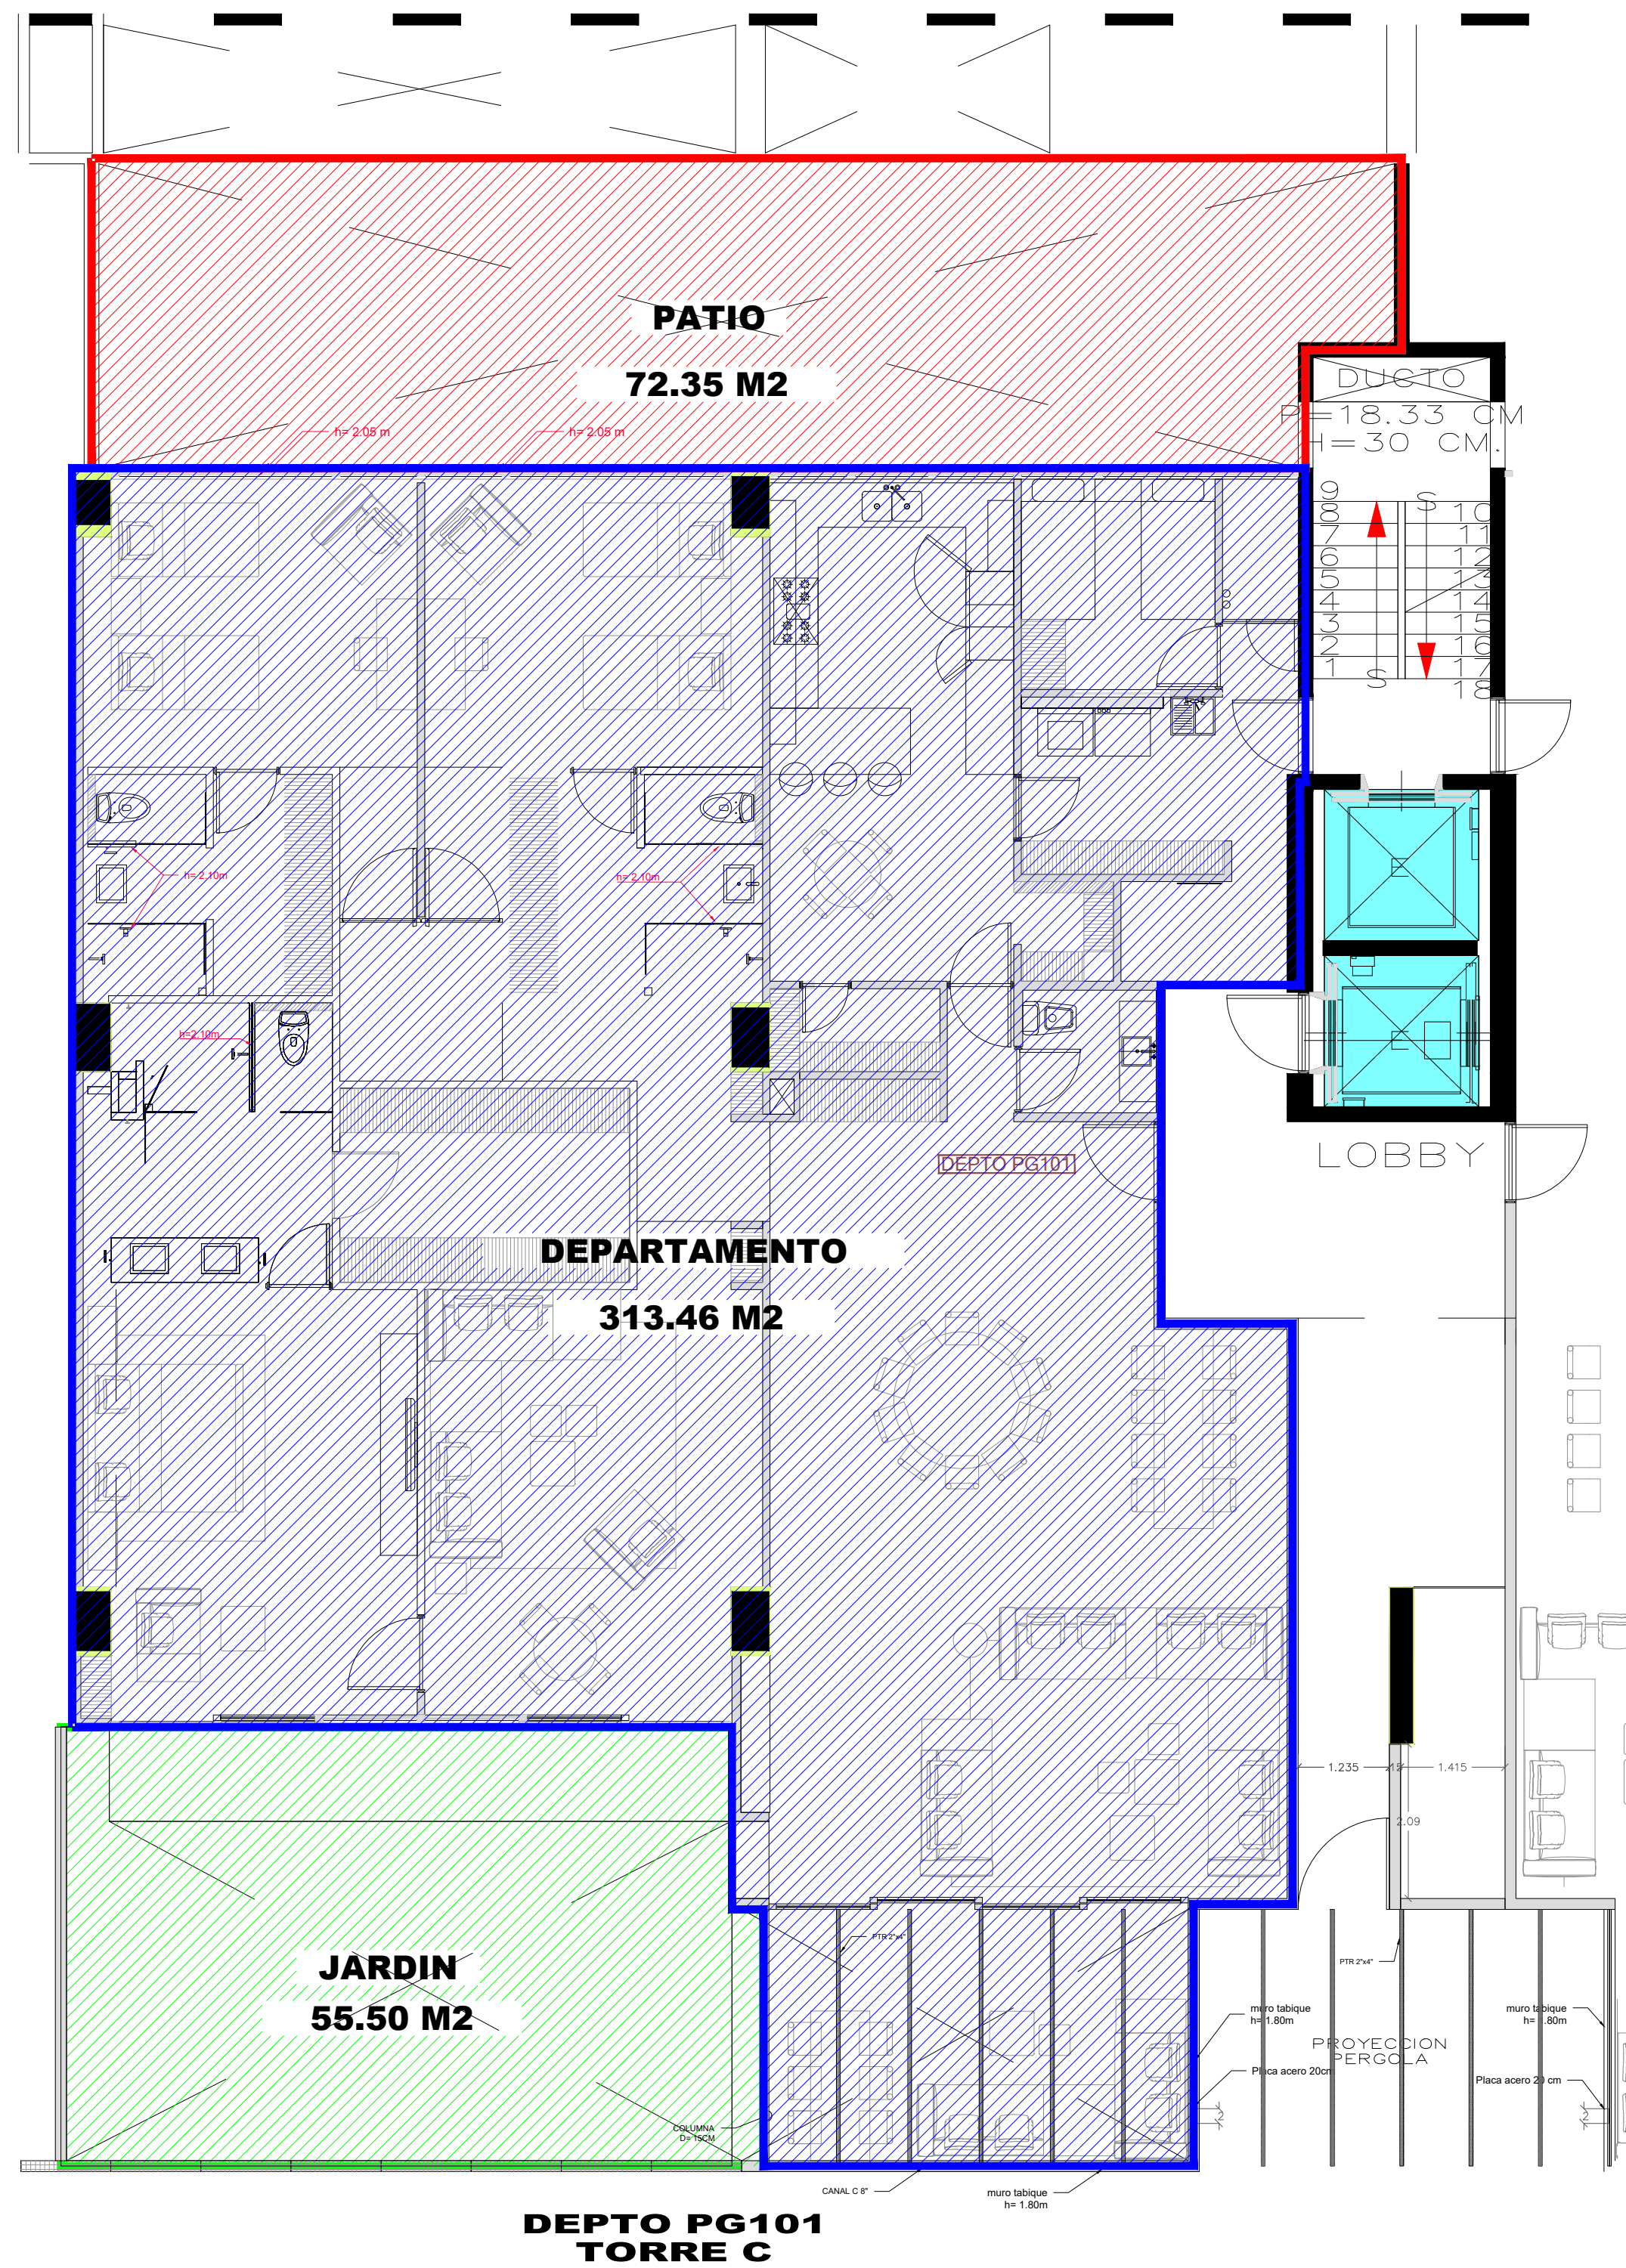 PATIO
72.35 M2
DUCTO
P=18.33 CM
H=30 CM.
h= 2.05 m
h= 2.05 m
9
8
7
6
5
4
3
2
1
S
S
10
11
12
13
14
15
16
17
18
h= 2.10m
h= 2.10m
E
h=2.10m
E
LOBBY
DEPTO PG101
DEPARTAMENTO
313.46 M2
1.235
15
1.415
2.09
PTR 2"x4"
PTR 2"x4"
JARDIN
55.50 M2
muro tabique
h= 1.80m
muro tabique
h= 1.80m
PROYECCION
PERGOLA
Placa acero 20cm
Placa acero 20 cm
2
2
COLUMNA
D= 15CM
CANAL C 8"
muro tabique
h= 1.80m
DEPTO PG101
TORRE C